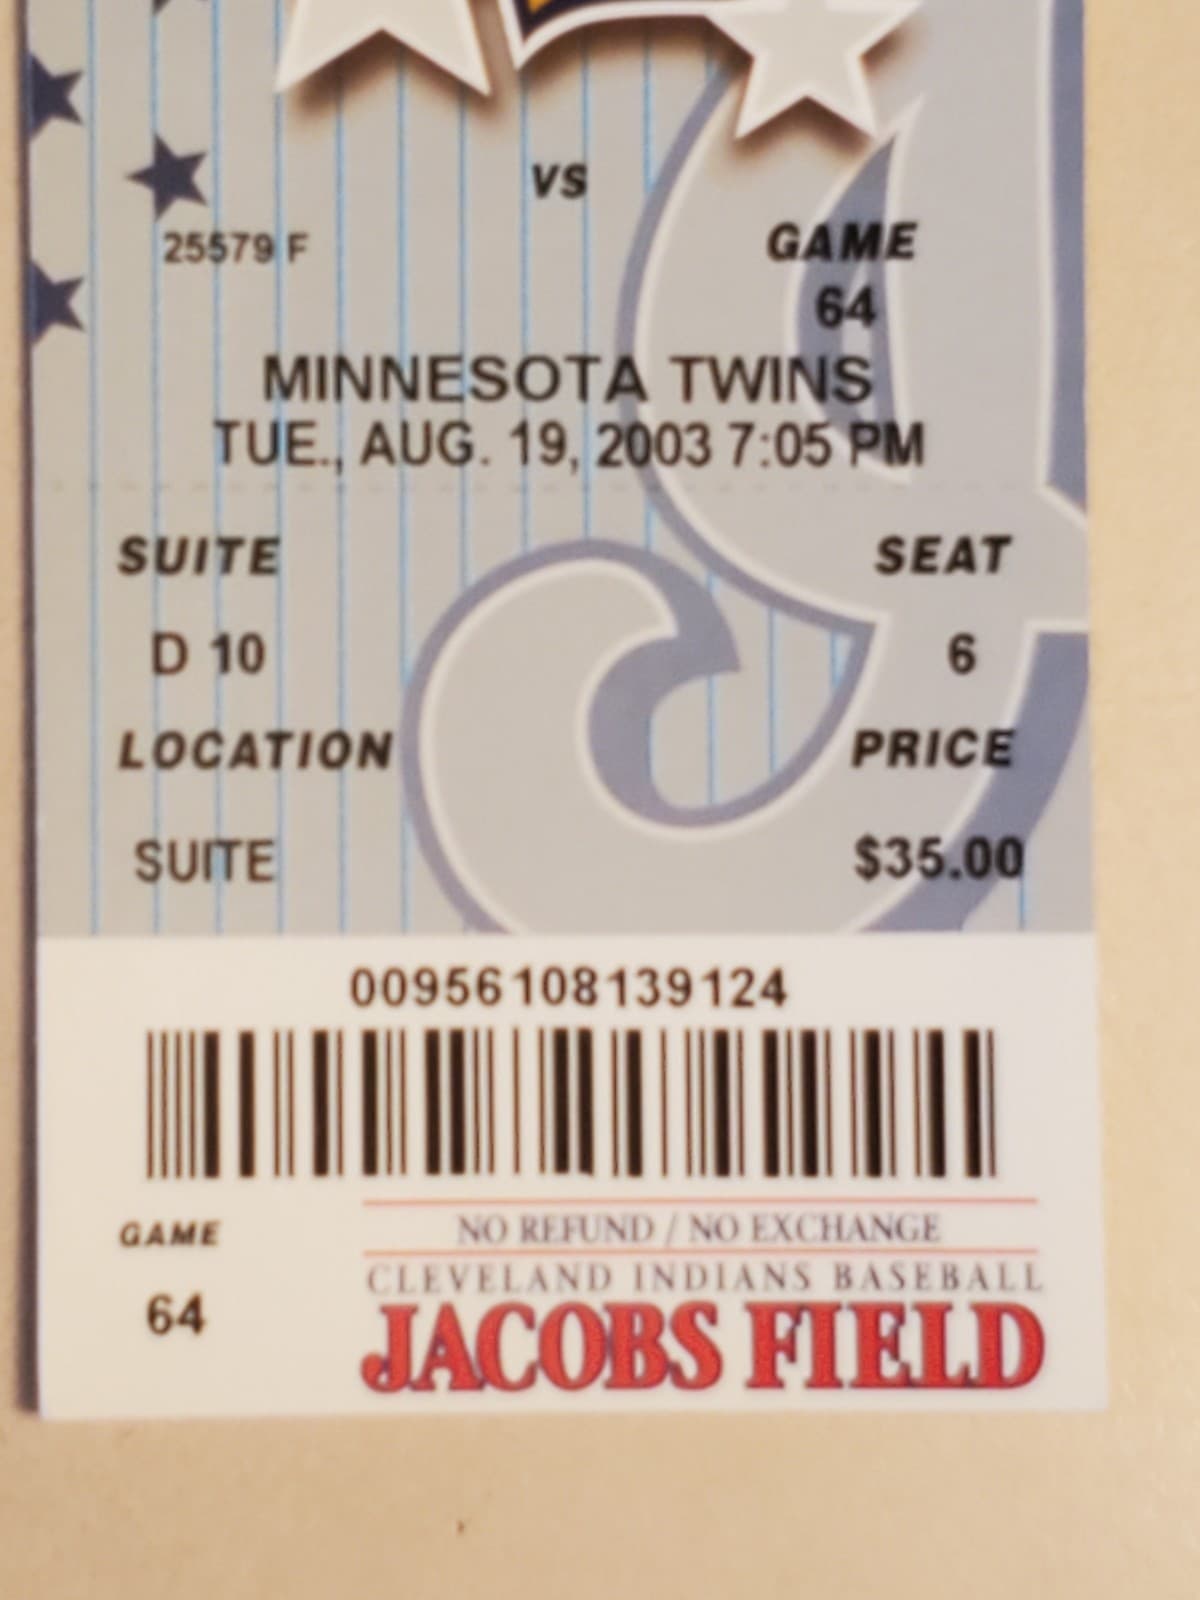 VS
25579 F
GAME
64
MINNESOTA TWINS
TUE., AUG. 19, 2003 7:05 PM
SUITE SEAT
D 10 6
LOCATION PRICE
SUITE $35.00
00956108139124
GAME
64
NO REFUND / NO EXCHANGE
CLEVELAND INDIANS BASEBALL
JACOBS FIELD